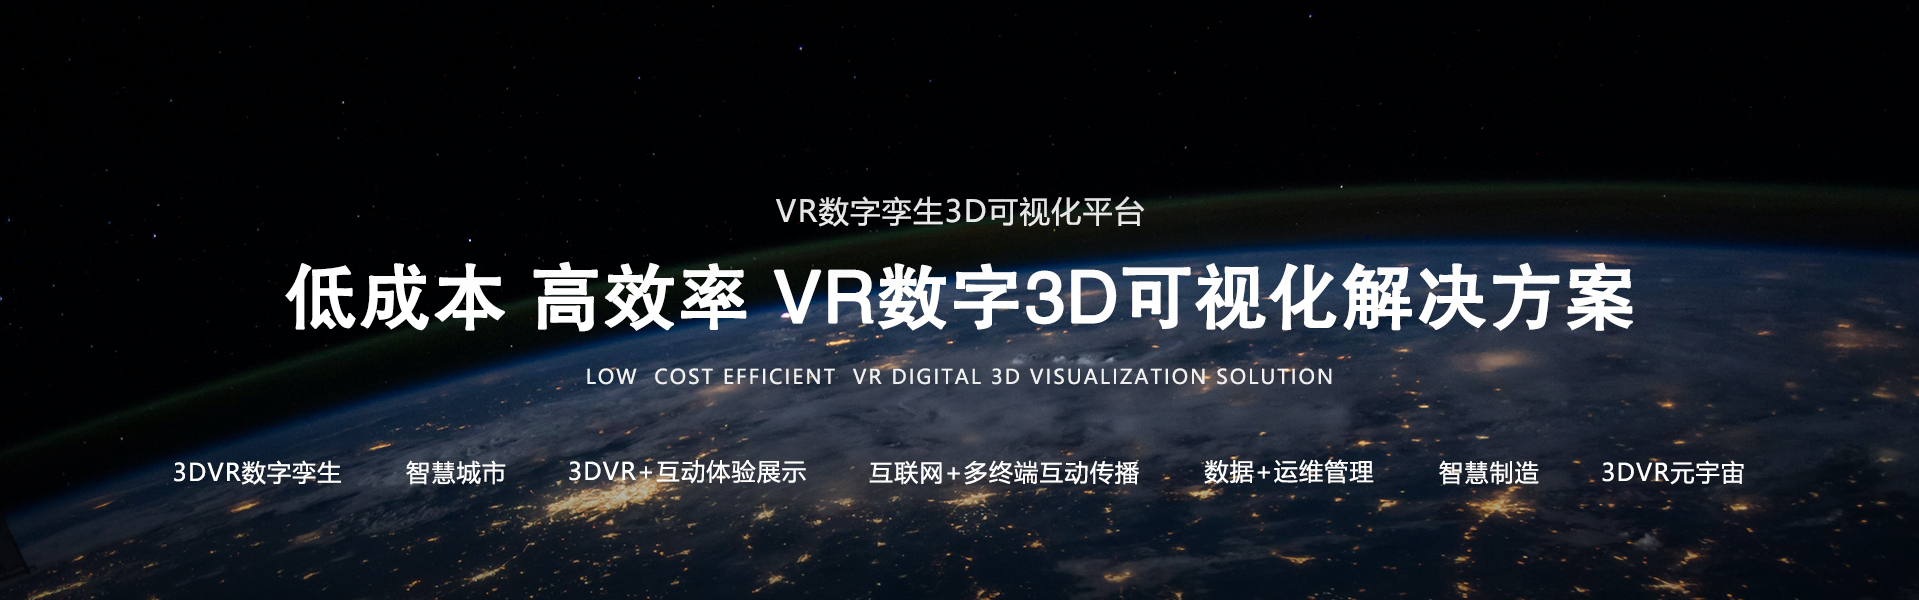 VR数字孪生3D可视化平台
低成本 高效率 VR数字3D可视化解决方案
LOW COST EFFICIENT VR DIGITAL 3D VISUALIZATION SOLUTION
3DVR数字孪生 智慧城市 3DVR+互动体验展示 互联网+多终端互动传播 数据+运维管理 智慧制造 3DVR元宇宙